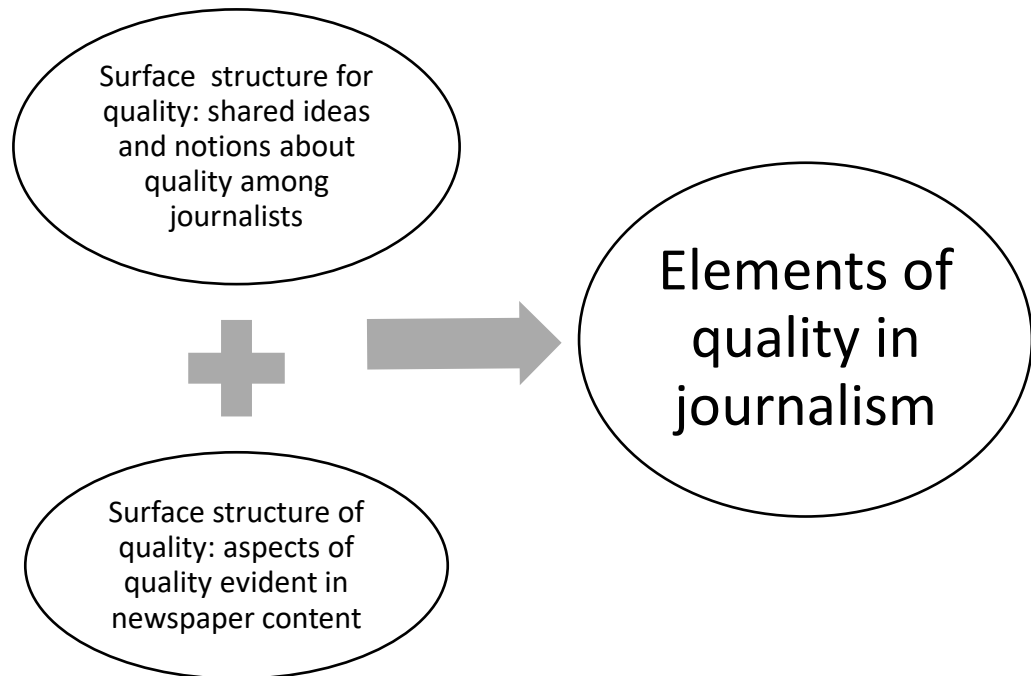 Surface  structure for
quality: shared ideas
and notions about
quality among
journalists
Surface structure of
quality: aspects of
quality evident in
newspaper content
Elements of
quality in
journalism